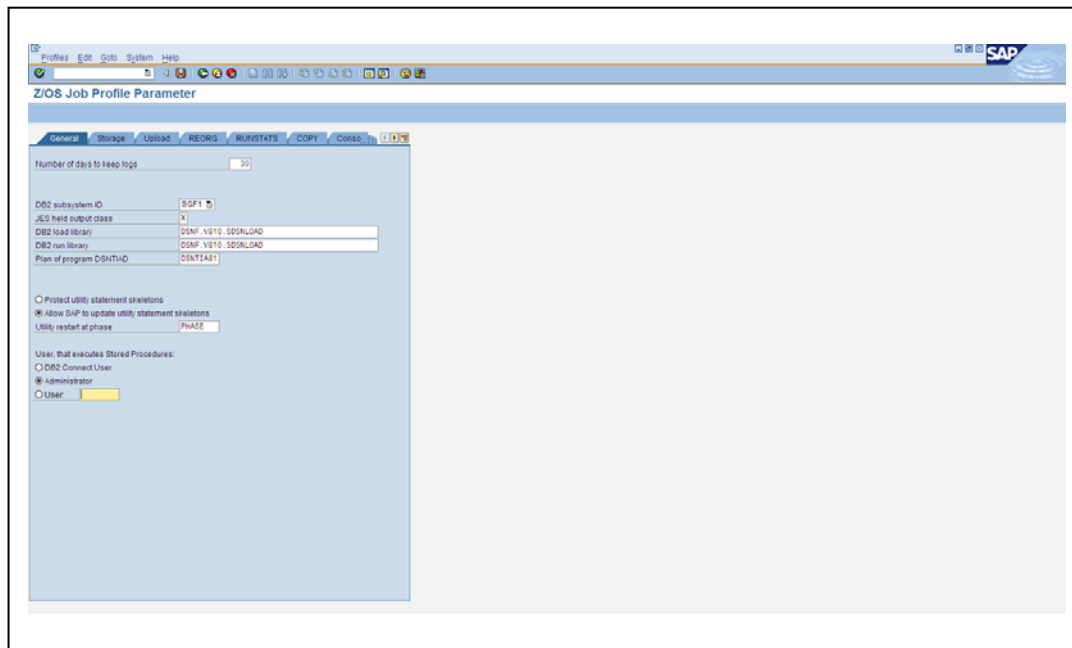 Profiles Edit Goto System Help
SAP
Z/OS Job Profile Parameter
General Storage Upload REORG RUNSTATS COPY Conso
Number of days to keep logs 30
DB2 subsystem ID SGF1
JES held output class X
DB2 load library DSNF.V810.SDSNLOAD
DB2 run library DSNF.V810.SDSNLOAD
Plan of program DSNTIAD DSNTIA81
Protect utility statement skeletons
Allow SAP to update utility statement skeletons
Utility restart at phase PHASE
User, that executes Stored Procedures:
DB2 Connect User
Administrator
User: